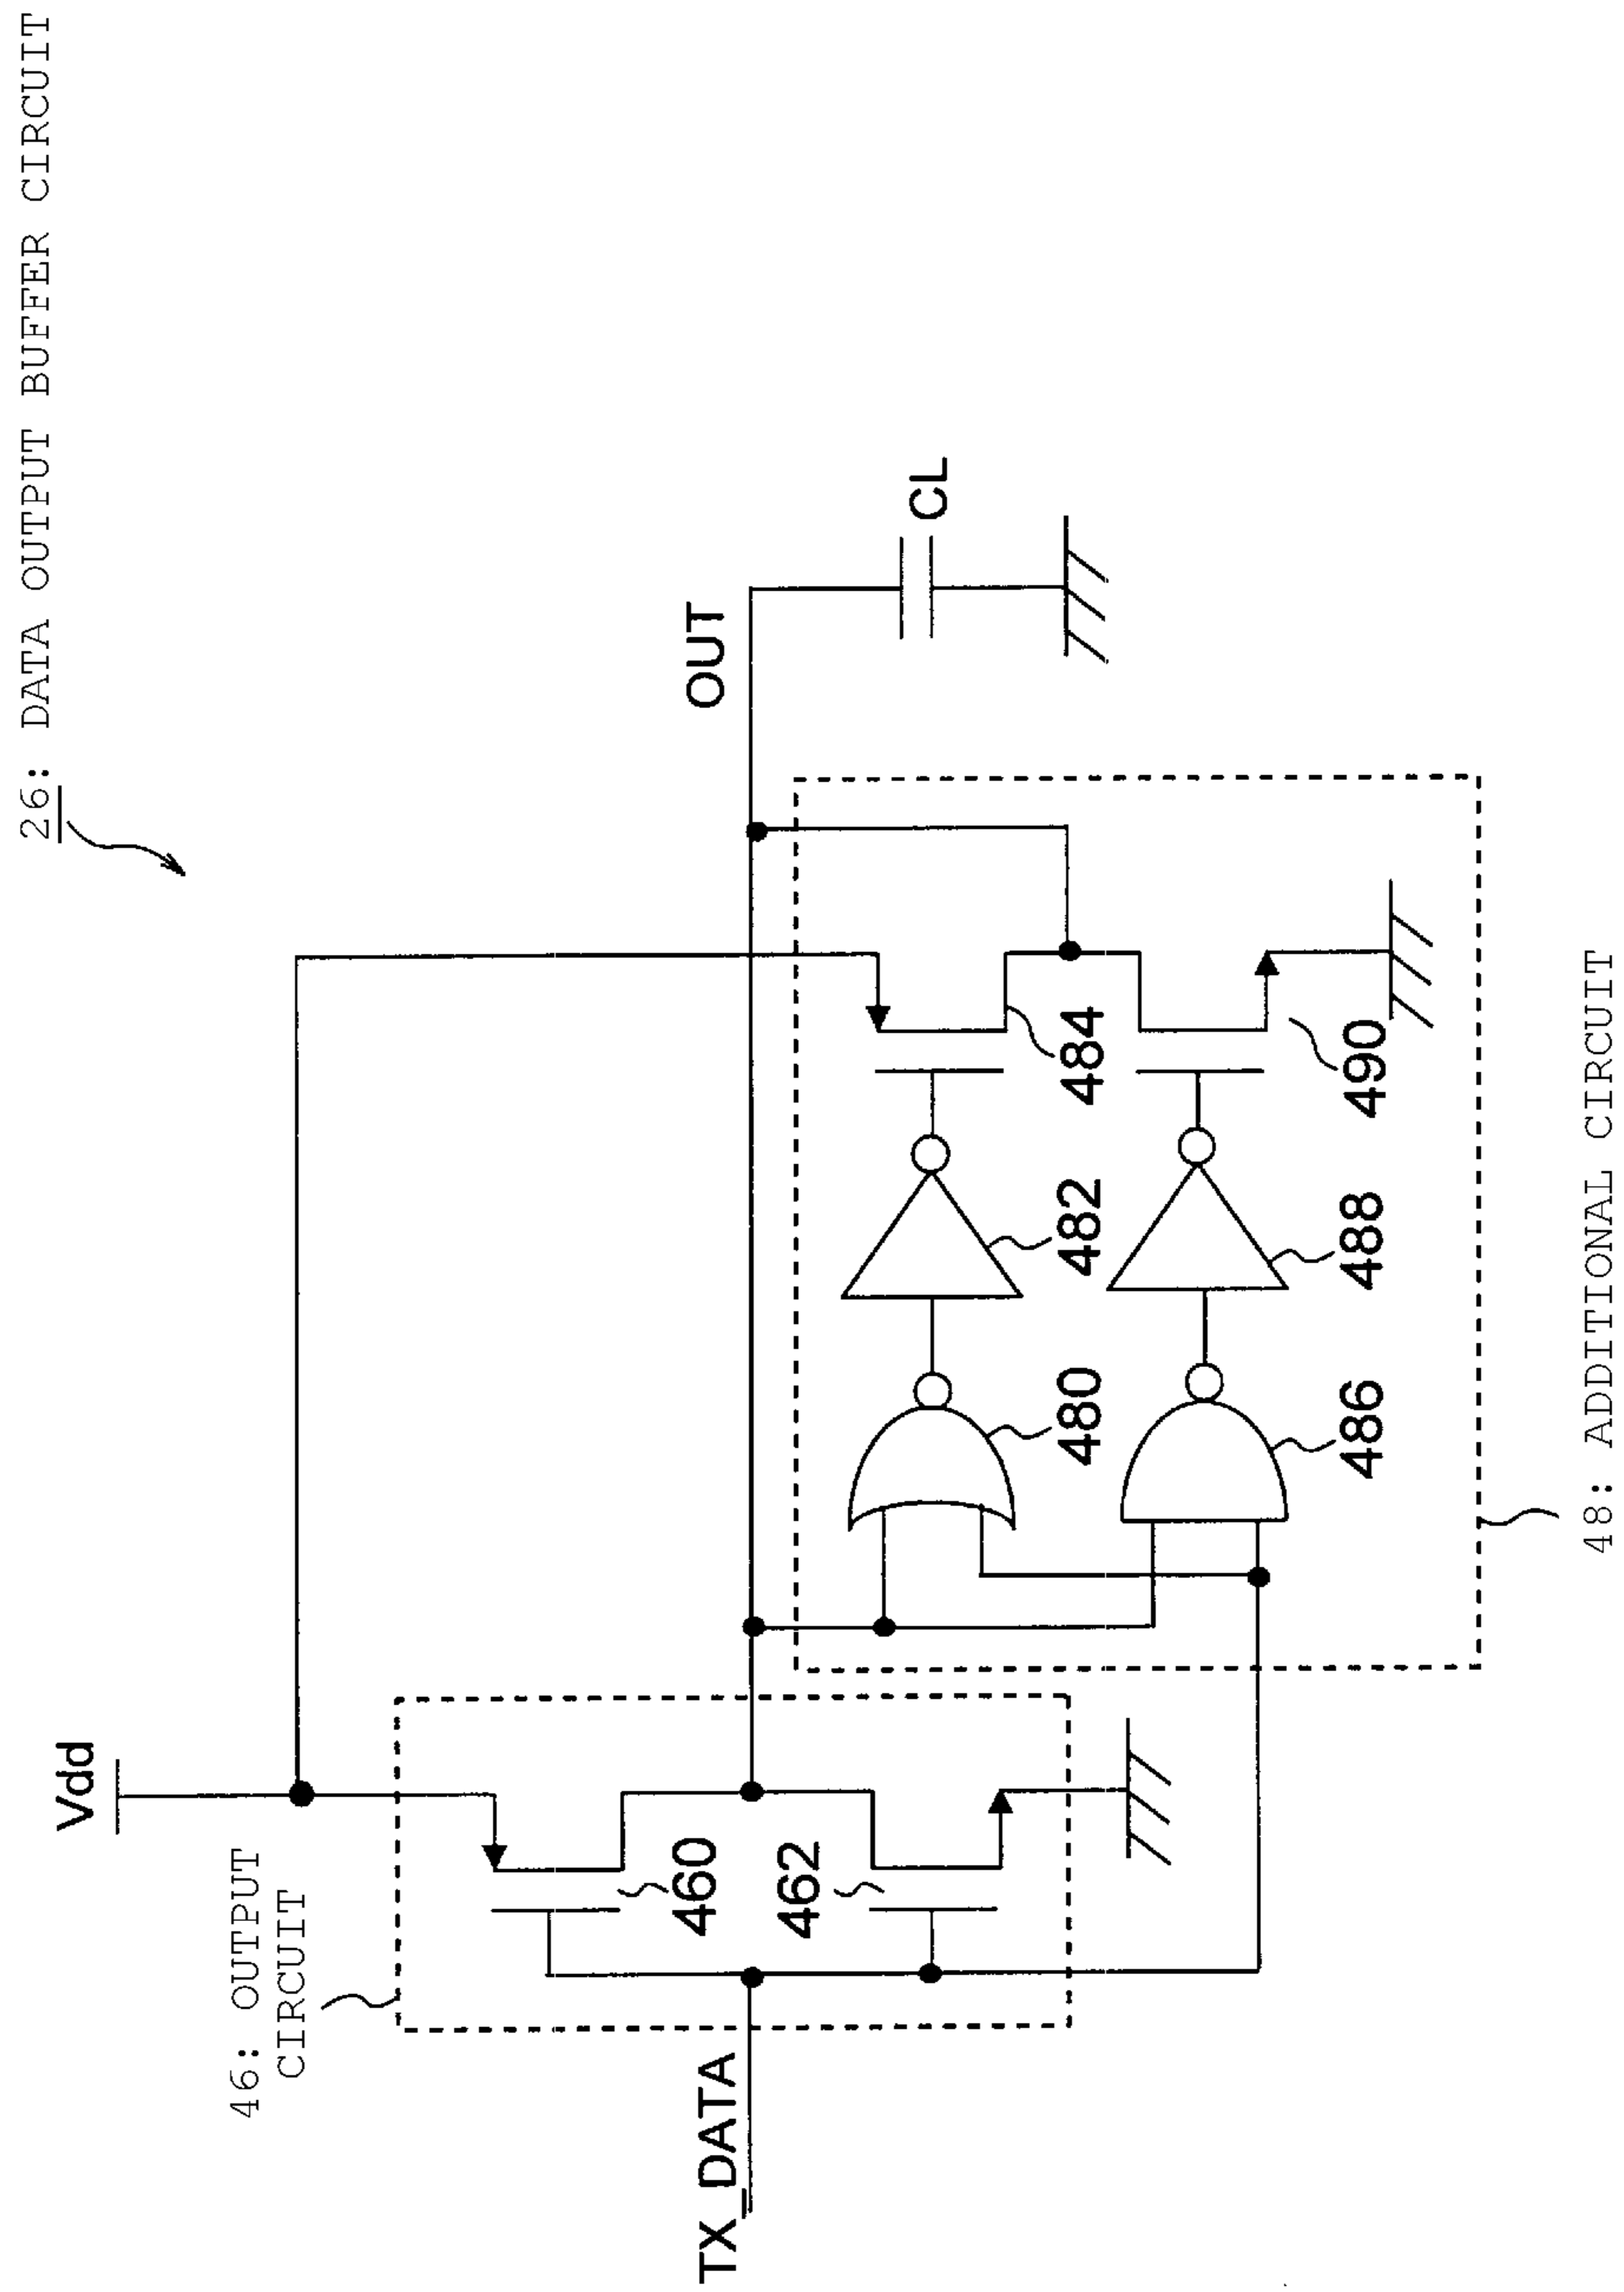 26: DATA OUTPUT BUFFER CIRCUIT
Vdd
46: OUTPUT
CIRCUIT
TX_DATA
460
462
OUT
CL
480
482
484
486
488
490
48: ADDITIONAL CIRCUIT